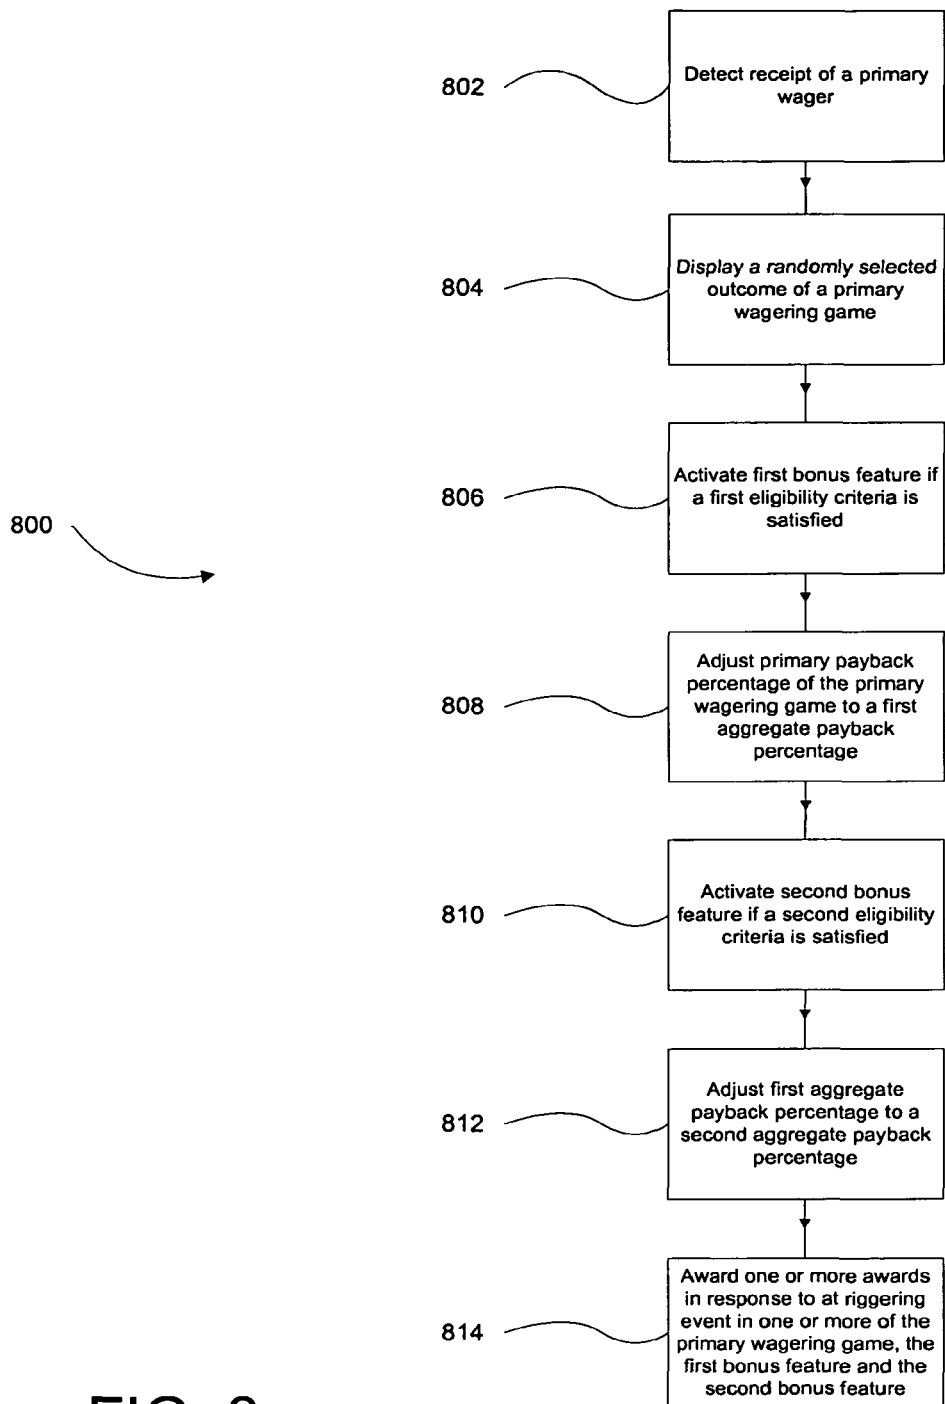 802
Detect receipt of a primary
wager
804
Display a randomly selected
outcome of a primary
wagering game
806
Activate first bonus feature if
a first eligibility criteria is
satisfied
800
808
Adjust primary payback
percentage of the primary
wagering game to a first
aggregate payback
percentage
810
Activate second bonus
feature if a second eligibility
criteria is satisfied
812
Adjust first aggregate
payback percentage to a
second aggregate payback
percentage
814
Award one or more awards
in response to at riggering
event in one or more of the
primary wagering game, the
first bonus feature and the
second bonus feature
FIG.